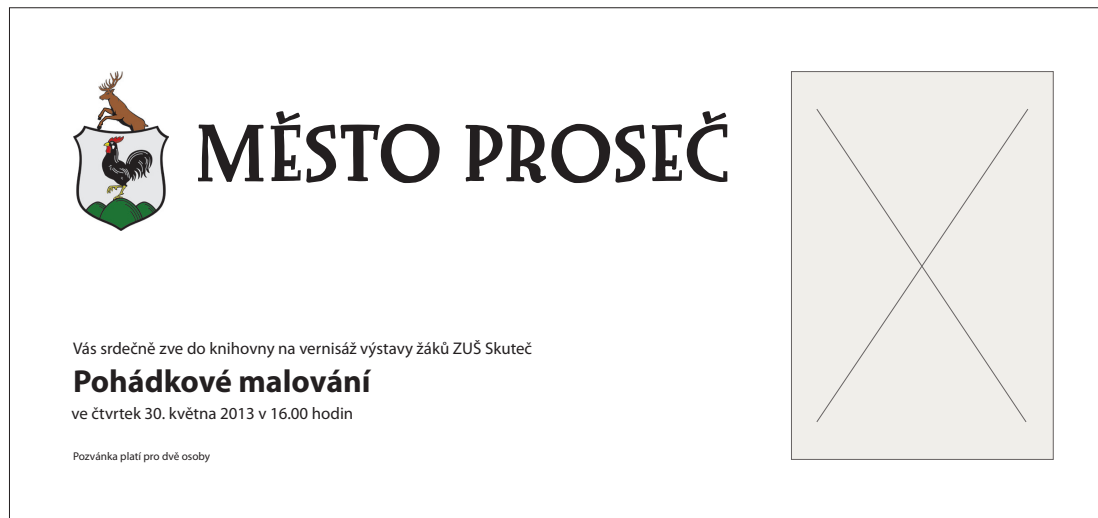 MĚSTO PROSEČ
Vás srdečně zve do knihovny na vernisáž výstavy žáků ZUŠ Skuteč
Pohádkové malování
ve čtvrtek 30. května 2013 v 16.00 hodin
Pozvánka platí pro dvě osoby